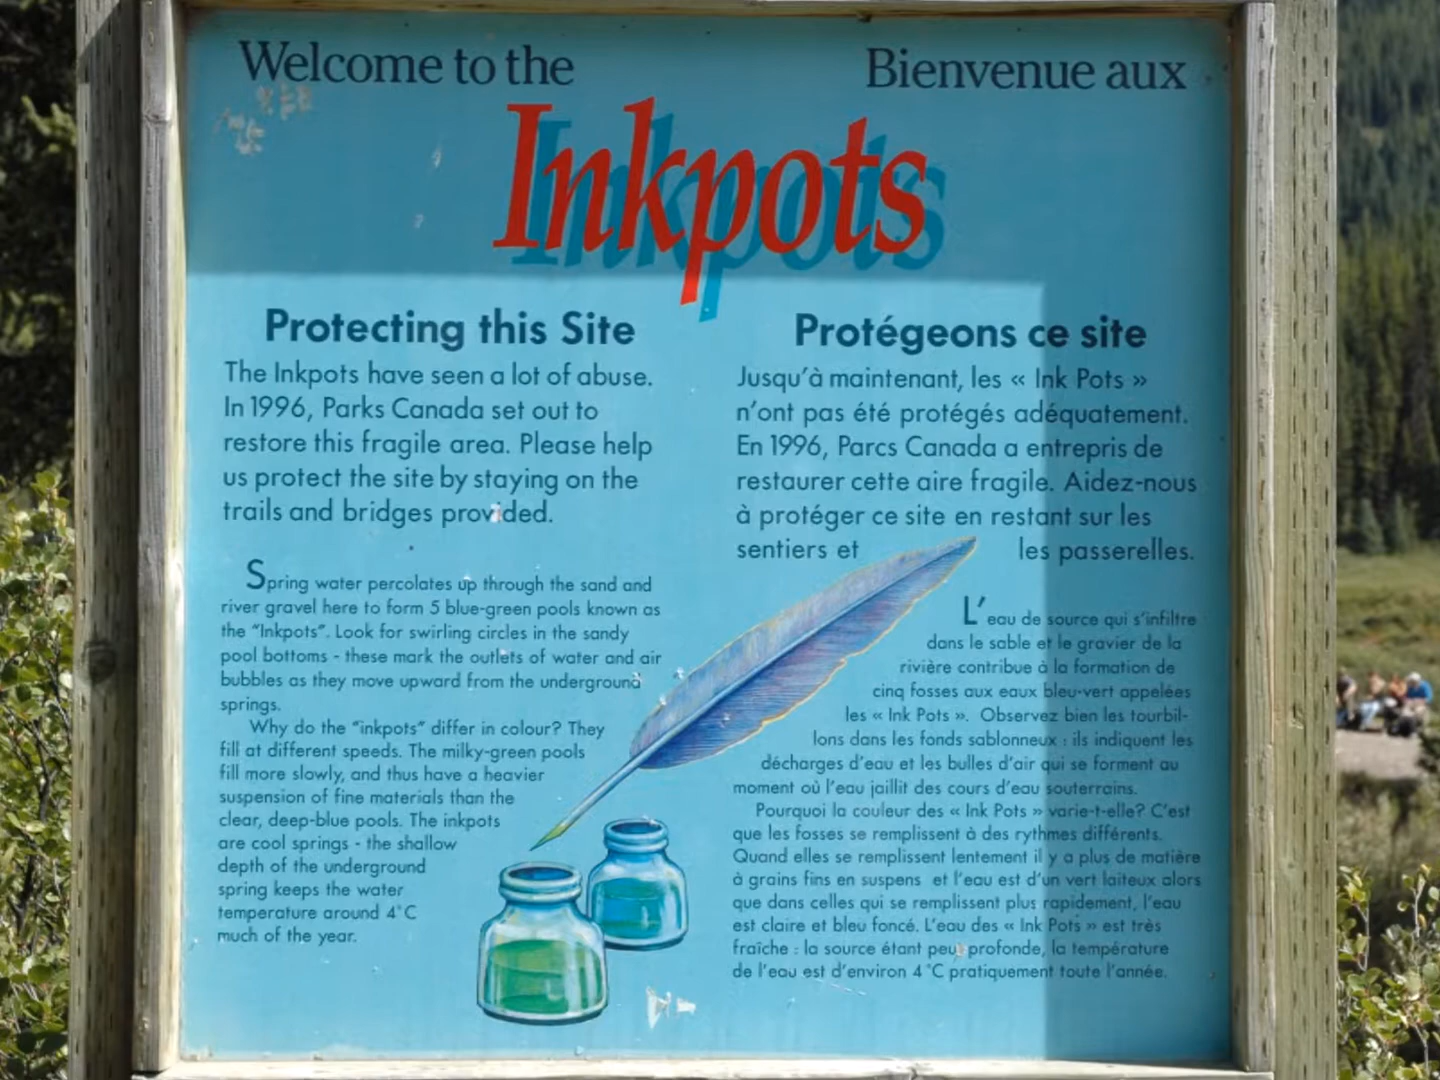 Welcome to the
Bienvenue aux
Inkpots
Protecting this Site
The Inkpots have seen a lot of abuse.
In 1996, Parks Canada set out to
restore this fragile area. Please help
us protect the site by staying on the
trails and bridges provided.
Spring water percolates up through the sand and
river gravel here to form 5 blue-green pools known as
the "Inkpots". Look for swirling circles in the sandy
pool bottoms - these mark the outlets of water and air
bubbles as they move upward from the underground
springs.
Why do the "inkpots" differ in colour? They
fill at different speeds. The milky-green pools
fill more slowly, and thus have a heavier
suspension of fine materials than the
clear, deep-blue pools. The inkpots
are cool springs - the shallow
depth of the underground
spring keeps the water
temperature around 4°C
much of the year.
Protégeons ce site
Jusqu'à maintenant, les « Ink Pots »
n'ont pas été protégés adéquatement.
En 1996, Parcs Canada a entrepris de
restaurer cette aire fragile. Aidez-nous
à protéger ce site en restant sur les
sentiers et les passerelles.
L'eau de source qui s'infiltre
dans le sable et le gravier de la
rivière contribue à la formation de
cinq fosses aux eaux bleu-vert appelées
les « Ink Pots ». Observez bien les tourbil-
lons dans les fonds sablonneux : ils indiquent les
décharges d'eau et les bulles d'air qui se forment au
moment où l'eau jaillit des cours d'eau souterrains.
Pourquoi la couleur des « Ink Pots » varie-t-elle? C'est
que les fosses se remplissent à des rythmes différents.
Quand elles se remplissent lentement il y a plus de matière
à grains fins en suspens et l'eau est d'un vert laiteux alors
que dans celles qui se remplissent plus rapidement, l'eau
est claire et bleu foncé. L'eau des « Ink Pots » est très
fraîche : la source étant peu profonde, la température
de l'eau est d'environ 4 °C pratiquement toute l'année.